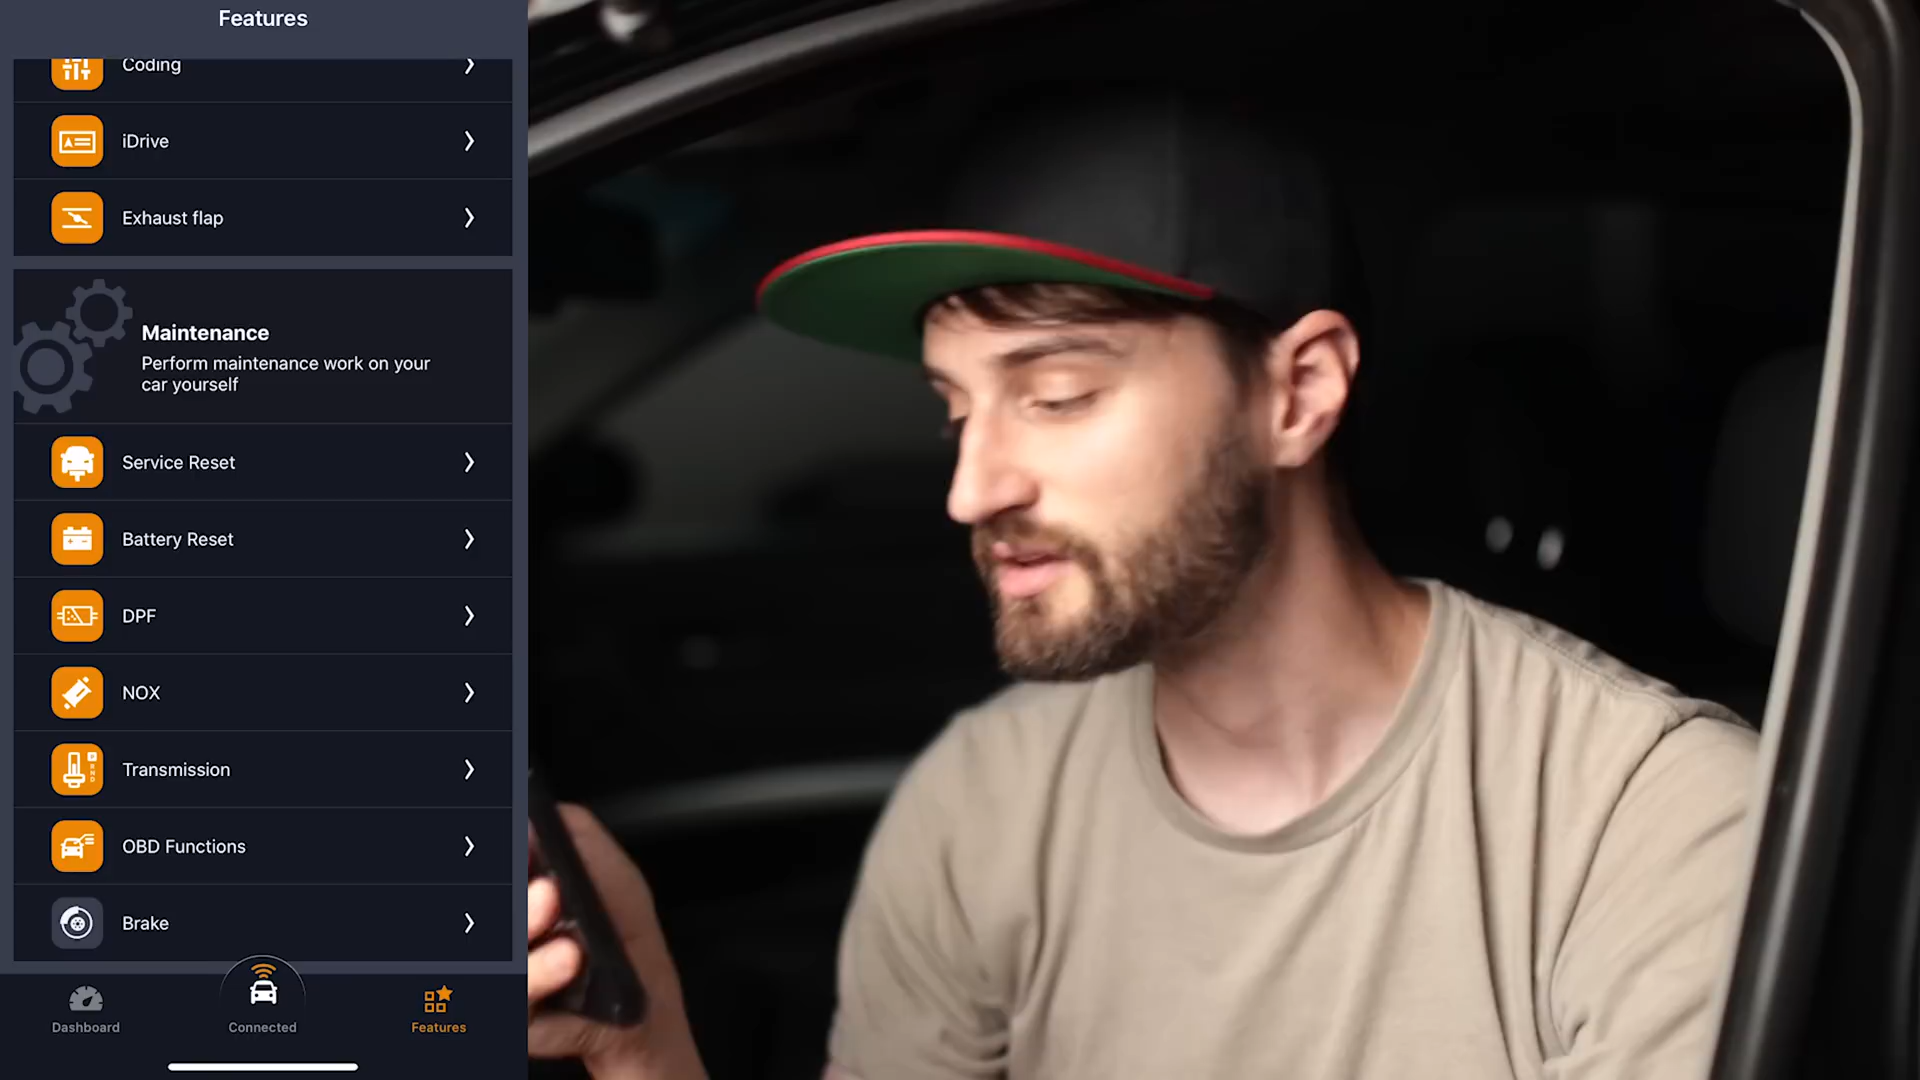 Features
Coding
iDrive
Exhaust flap
Maintenance
Perform maintenance work on your
car yourself
Service Reset
Battery Reset
DPF
NOX
Transmission
OBD Functions
Brake
Dashboard
Connected
Features